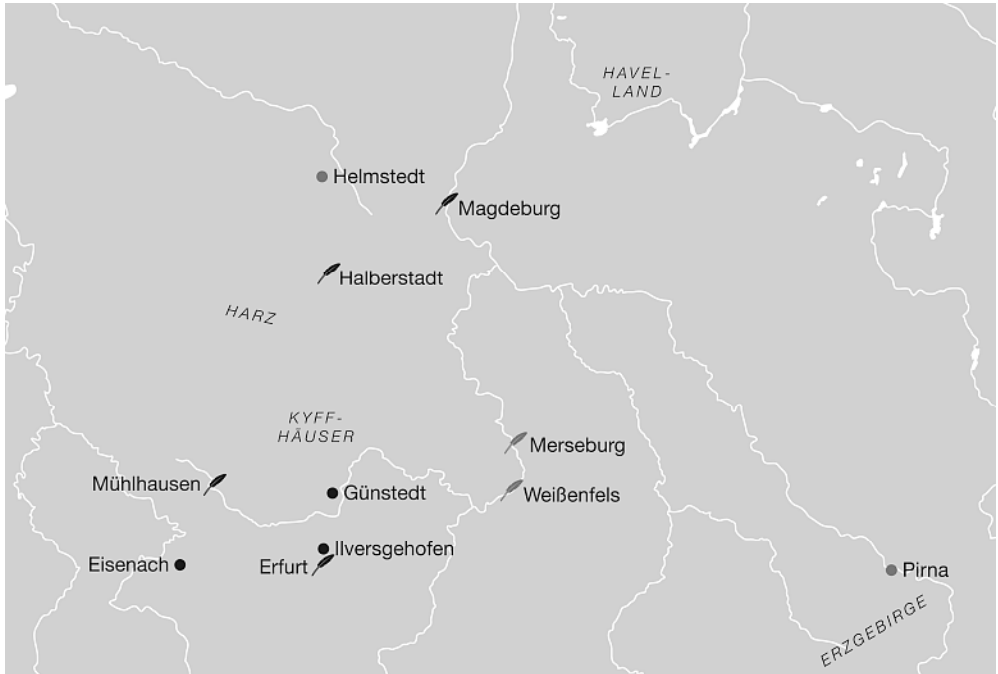 HAVEL-
LAND
Helmstedt
Magdeburg
Halberstadt
HARZ
KYFF-
HÄUSER
Merseburg
Mühlhausen
Günstedt
Weißenfels
Ilversgehofen
Eisenach
Erfurt
Pirna
ERZGEBIRGE